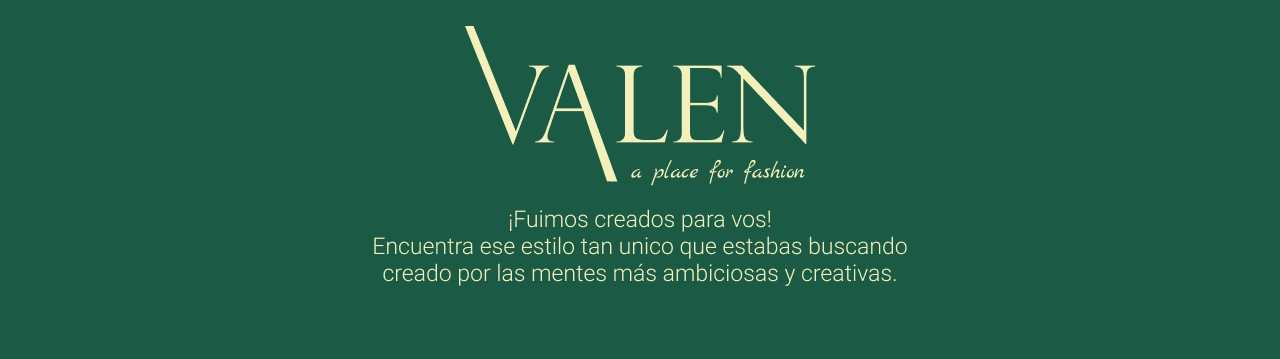 VALEN
a place for fashion
¡Fuimos creados para vos!
Encuentra ese estilo tan unico que estabas buscando
creado por las mentes más ambiciosas y creativas.